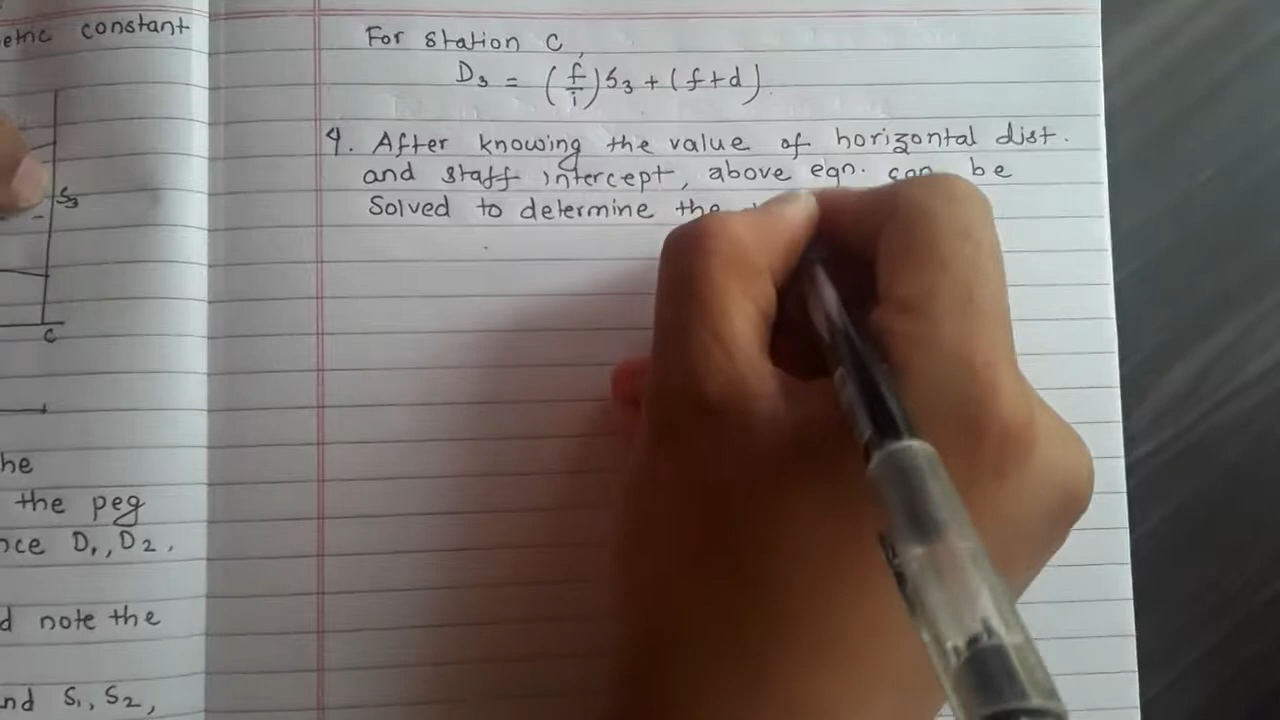 constant
S3
C
he
the peg
nce D1, D2,
d note the
nd S1, S2,
For station C,
D3 = (f/i)S3 + (f+d).
4. After knowing the value of horizontal dist.
and staff intercept, above eqn. can be
Solved to determine the